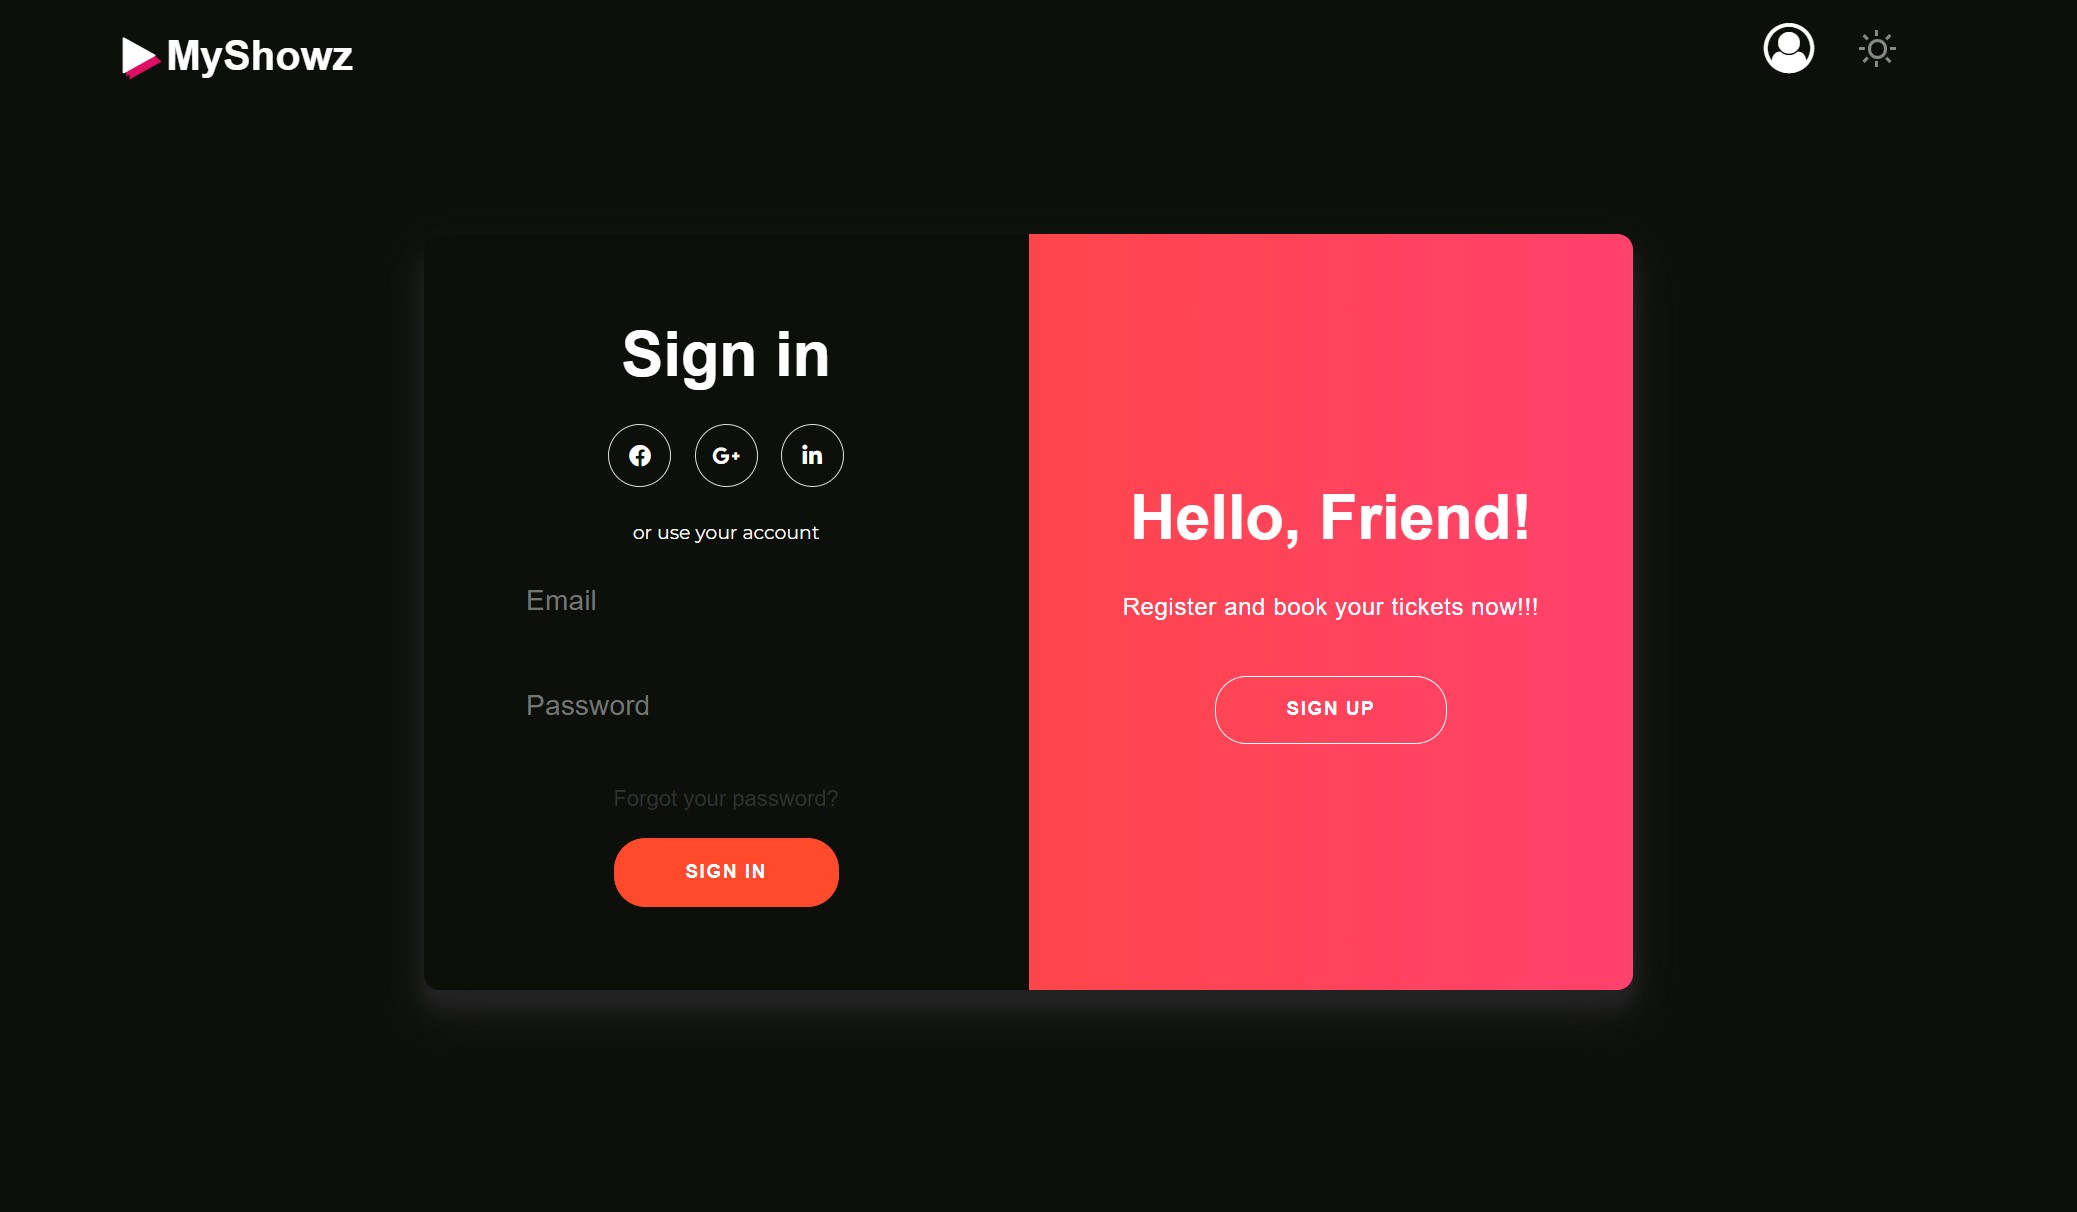 MyShowz
Sign in
G+
in
or use your account
Email
Password
Forgot your password?
SIGN IN
Hello, Friend!
Register and book your tickets now!!!
SIGN UP